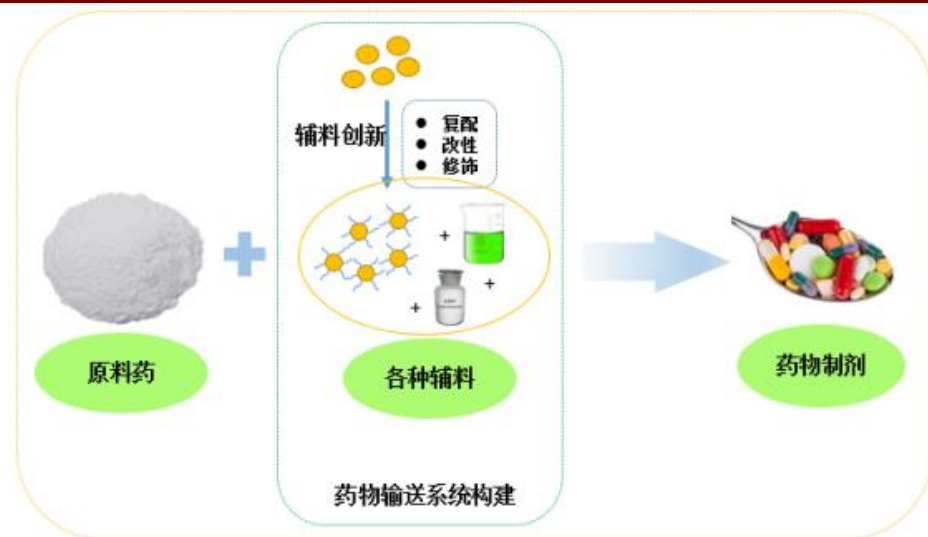 辅料创新
● 复配
● 改性
● 修饰
+
+
+
原料药
各种辅料
药物制剂
药物输送系统构建